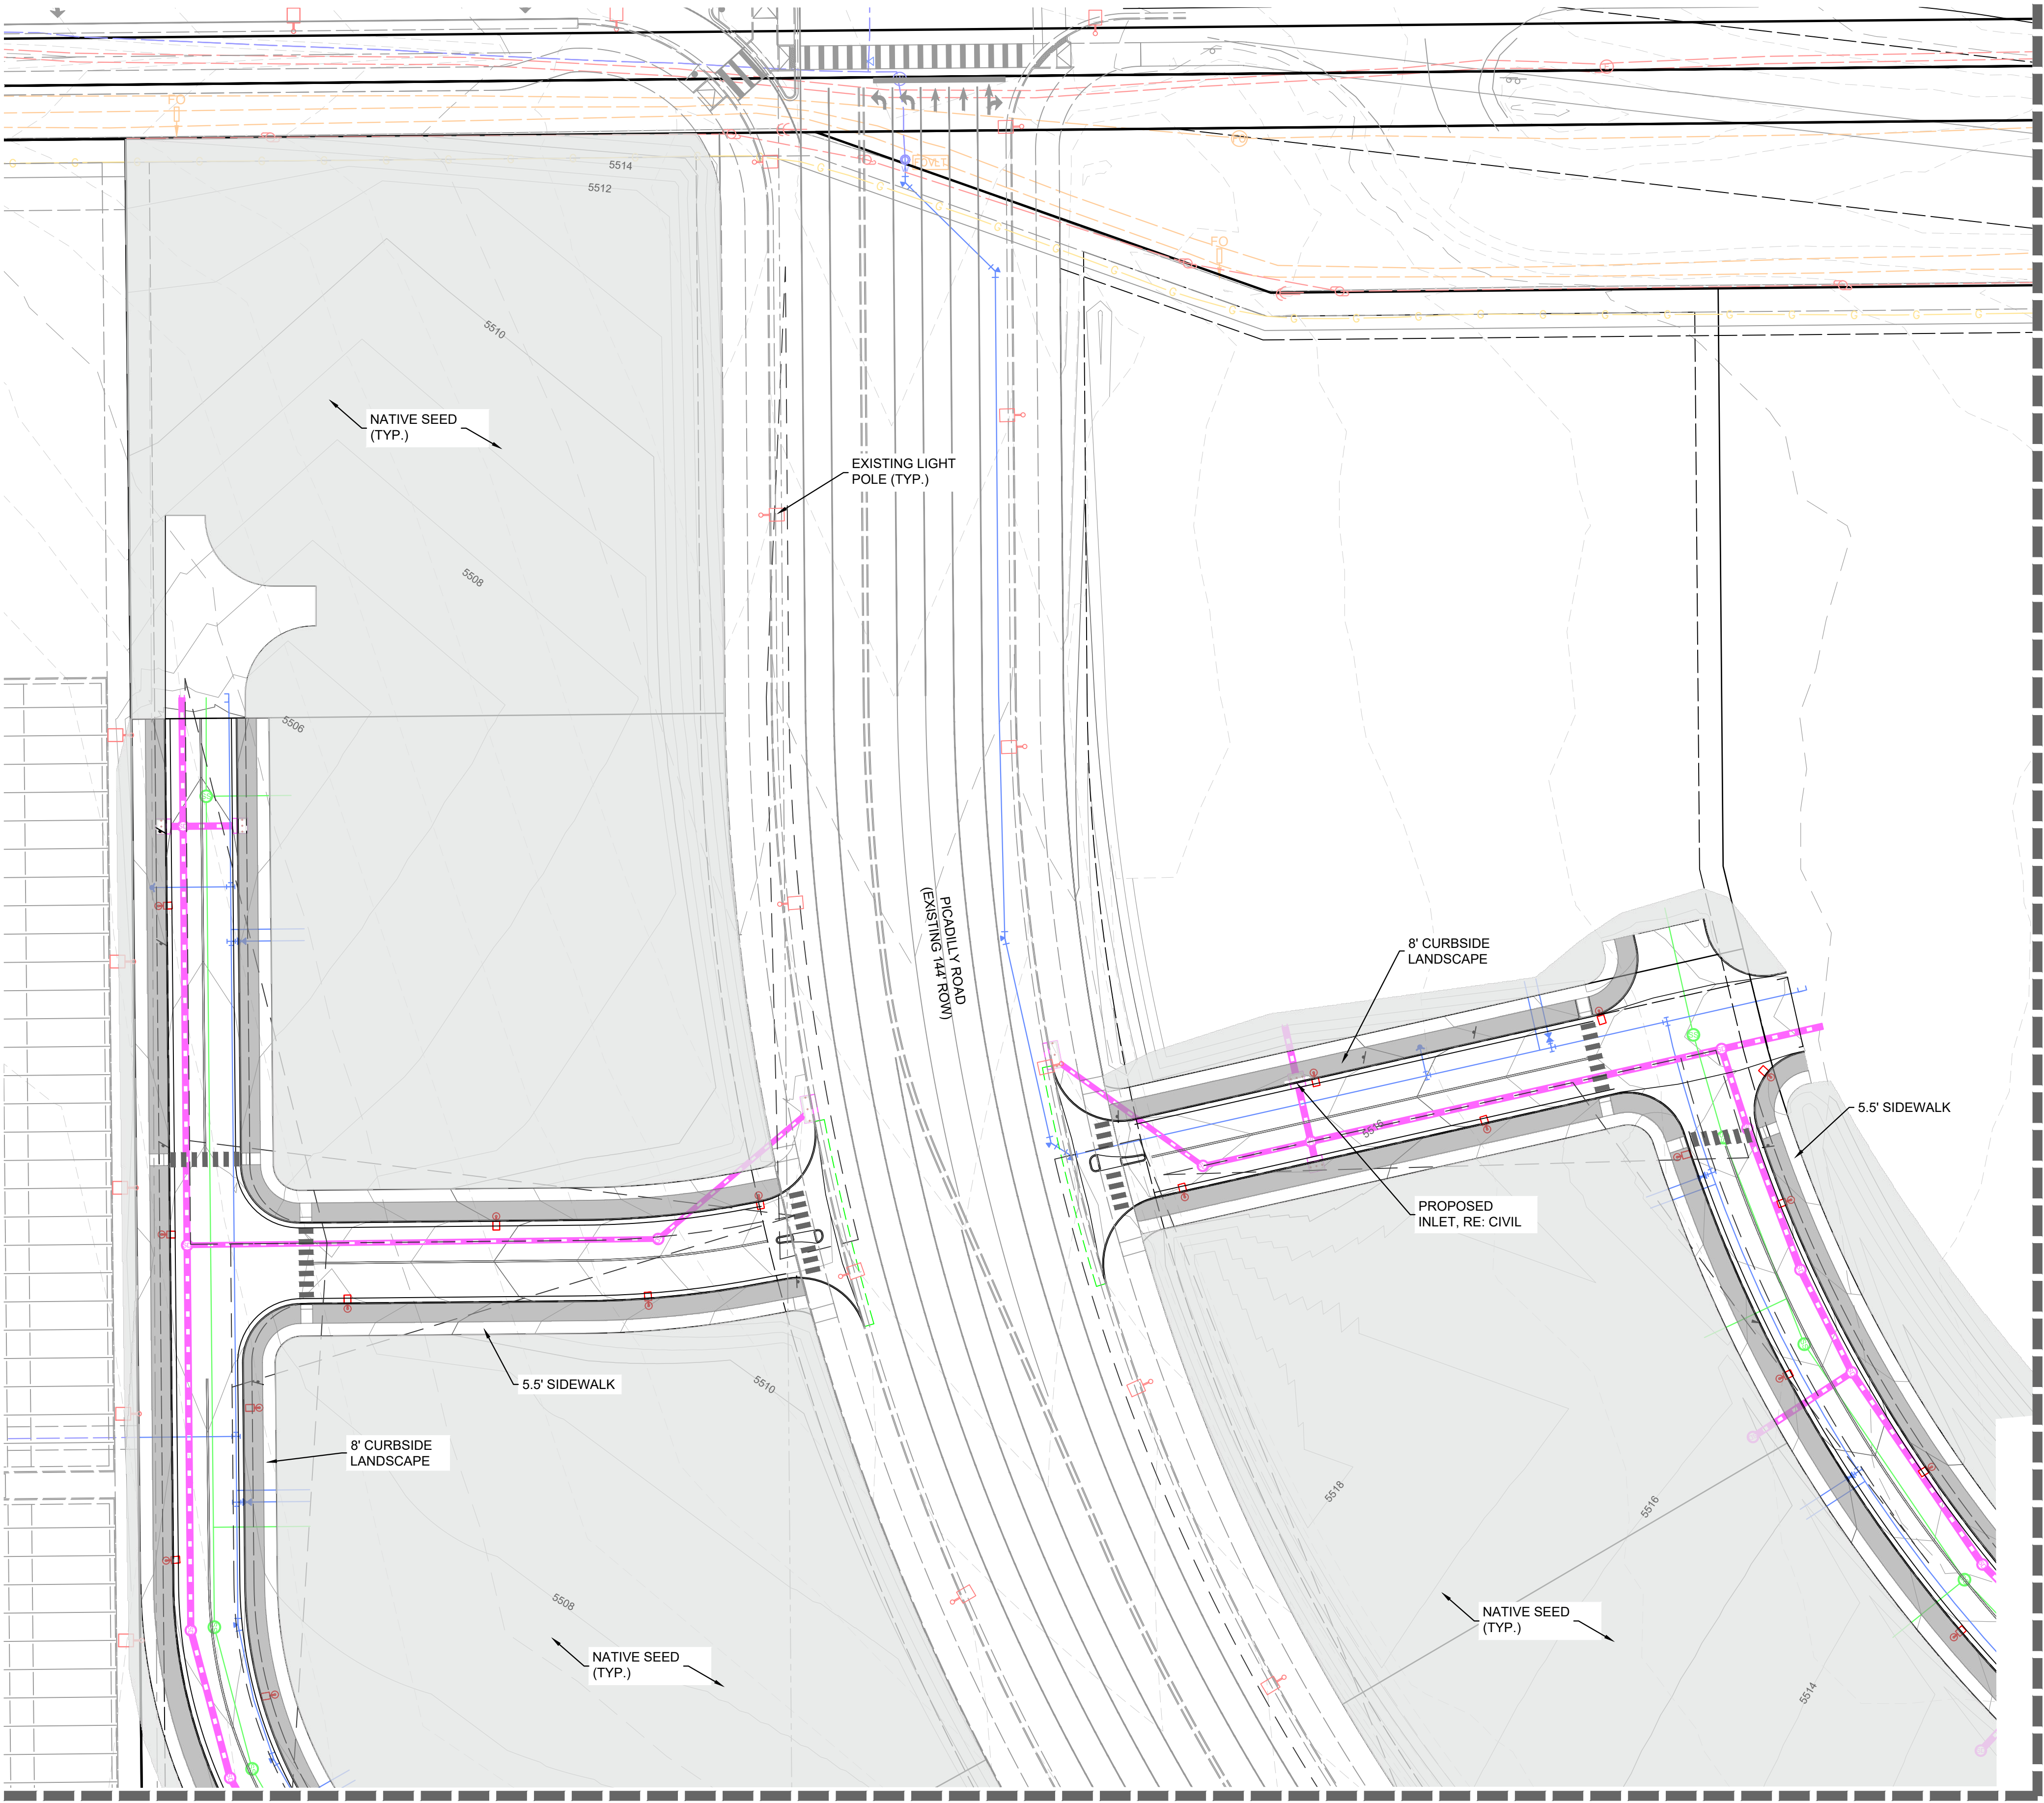 FO
5514
5512
G
G
G
G
G
G
G
G
G
FO
G
G
G
G
G
G
G
G
G
G
G
G
5510
NATIVE SEED
(TYP.)
EXISTING LIGHT
POLE (TYP.)
5508
5506
PICADILLY ROAD
(EXISTING 144' ROW)
8' CURBSIDE
LANDSCAPE
5.5' SIDEWALK
5516
PROPOSED
INLET, RE: CIVIL
5.5' SIDEWALK
5510
8' CURBSIDE
LANDSCAPE
5518
5516
5508
NATIVE SEED
(TYP.)
NATIVE SEED
(TYP.)
5514